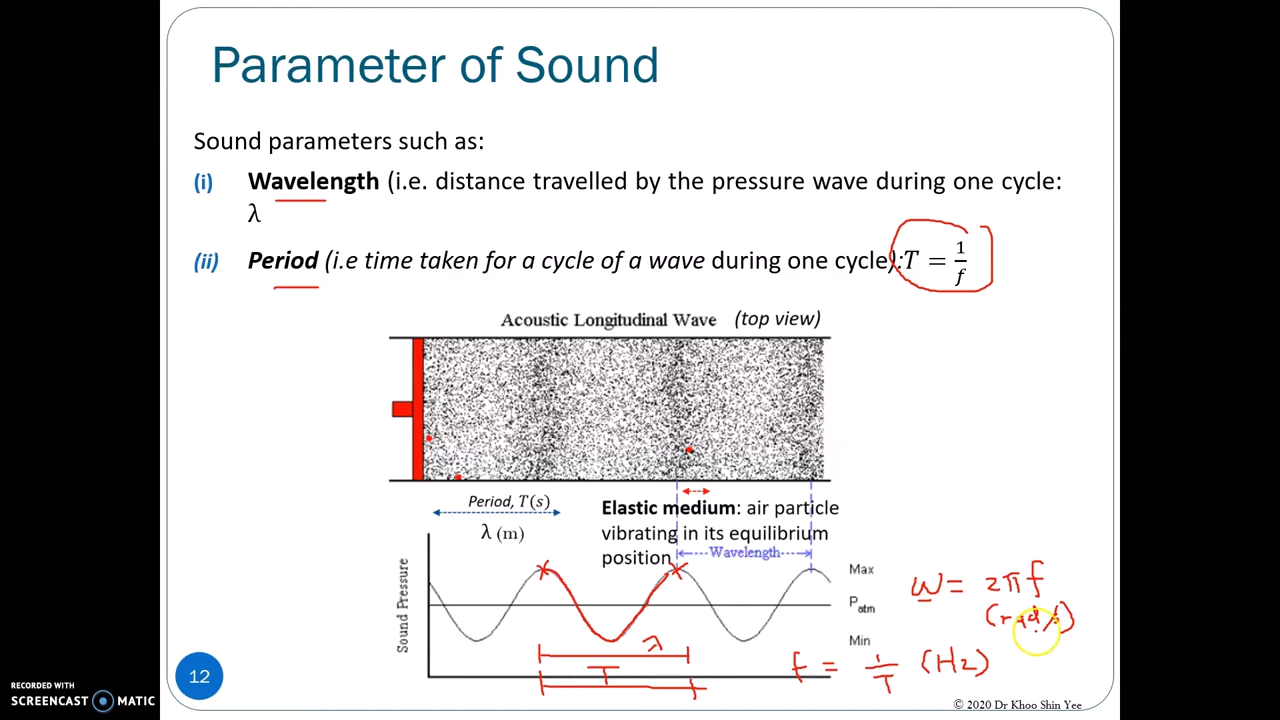 Parameter of Sound
Sound parameters such as:
(i) Wavelength (i.e. distance travelled by the pressure wave during one cycle:
λ
(ii) Period (i.e time taken for a cycle of a wave during one cycle):T = 1/f
Acoustic Longitudinal Wave (top view)
Period, T(s)
λ (m)
Elastic medium: air particle
vibrating in its equilibrium
position
Wavelength
Sound Pressure
Max
Patm
Min
λ
T
ω = 2πf
(rad/s)
f = 1/T (Hz)
12
RECORDED WITH
SCREENCAST MATIC
© 2020 Dr Khoo Shin Yee